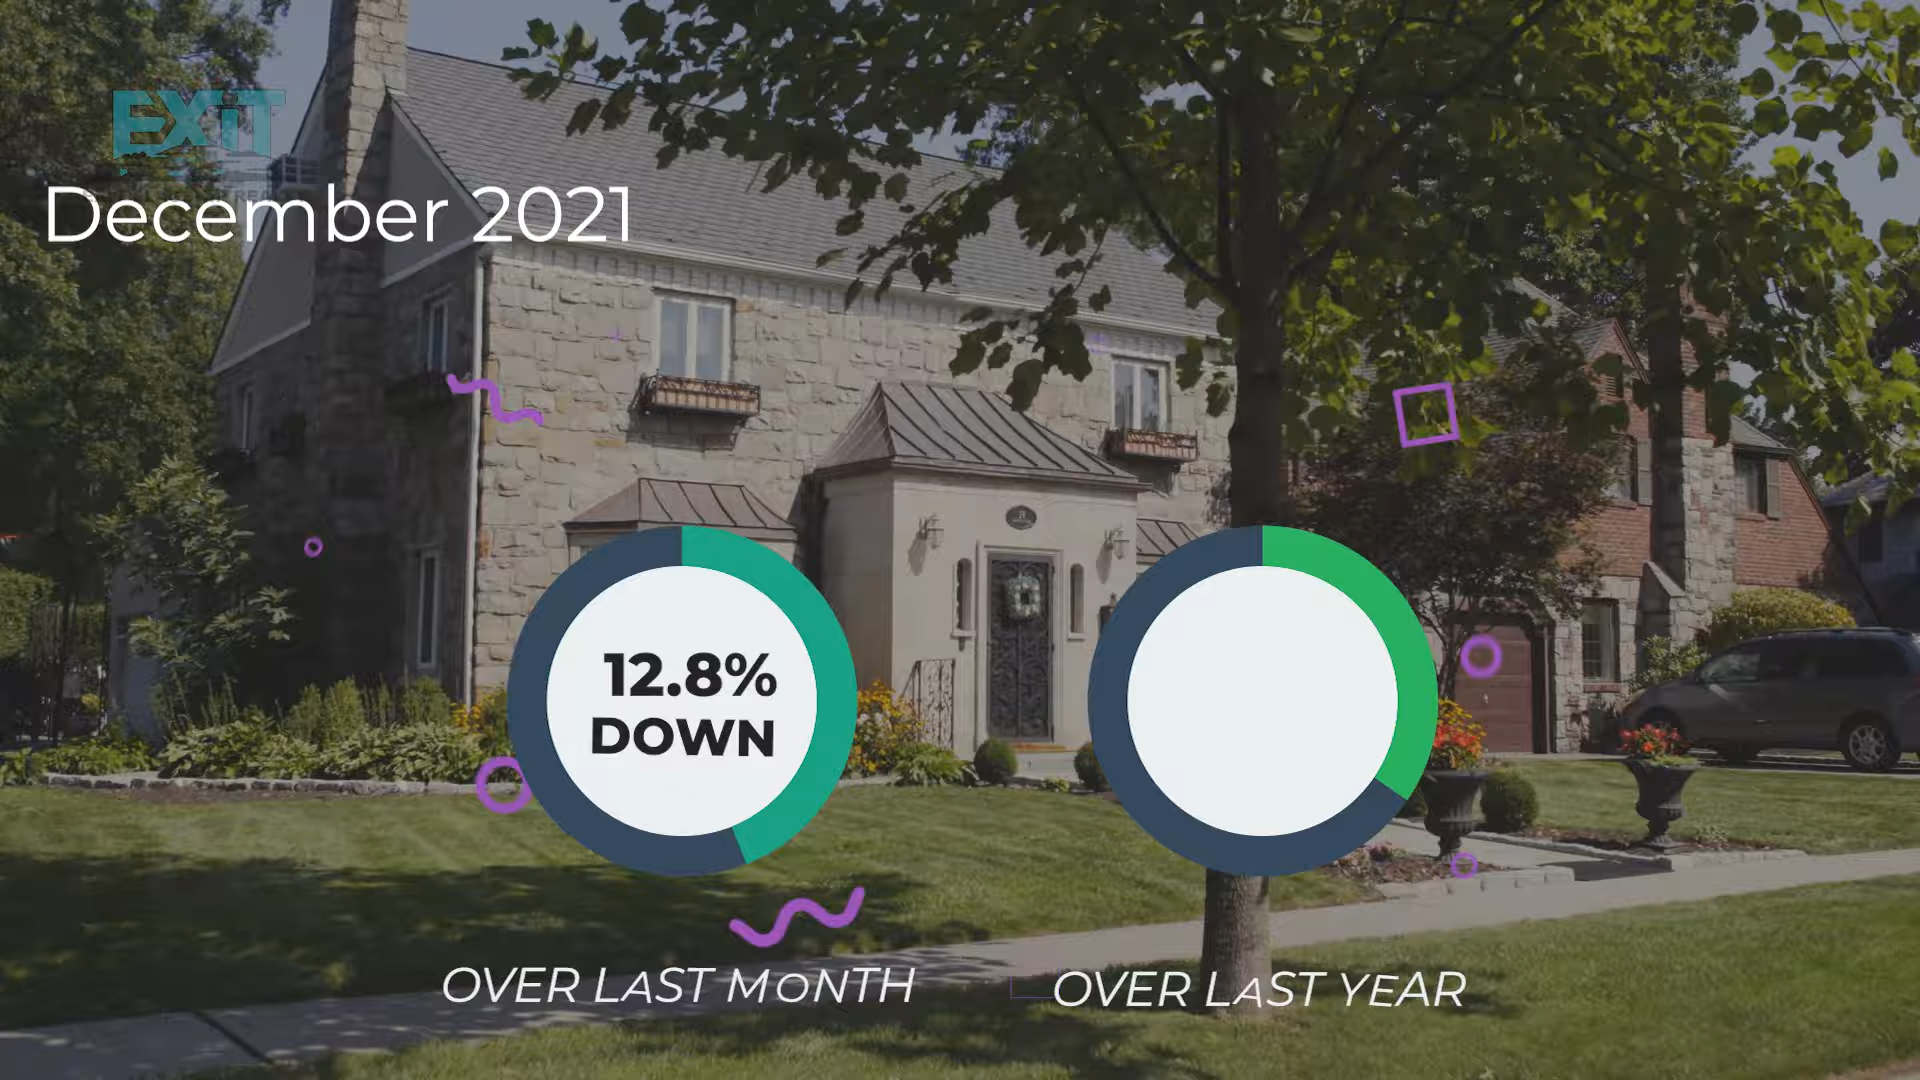 EXiT
December 2021
12.8%
DOWN
OVER LAST MONTH
OVER LAST YEAR